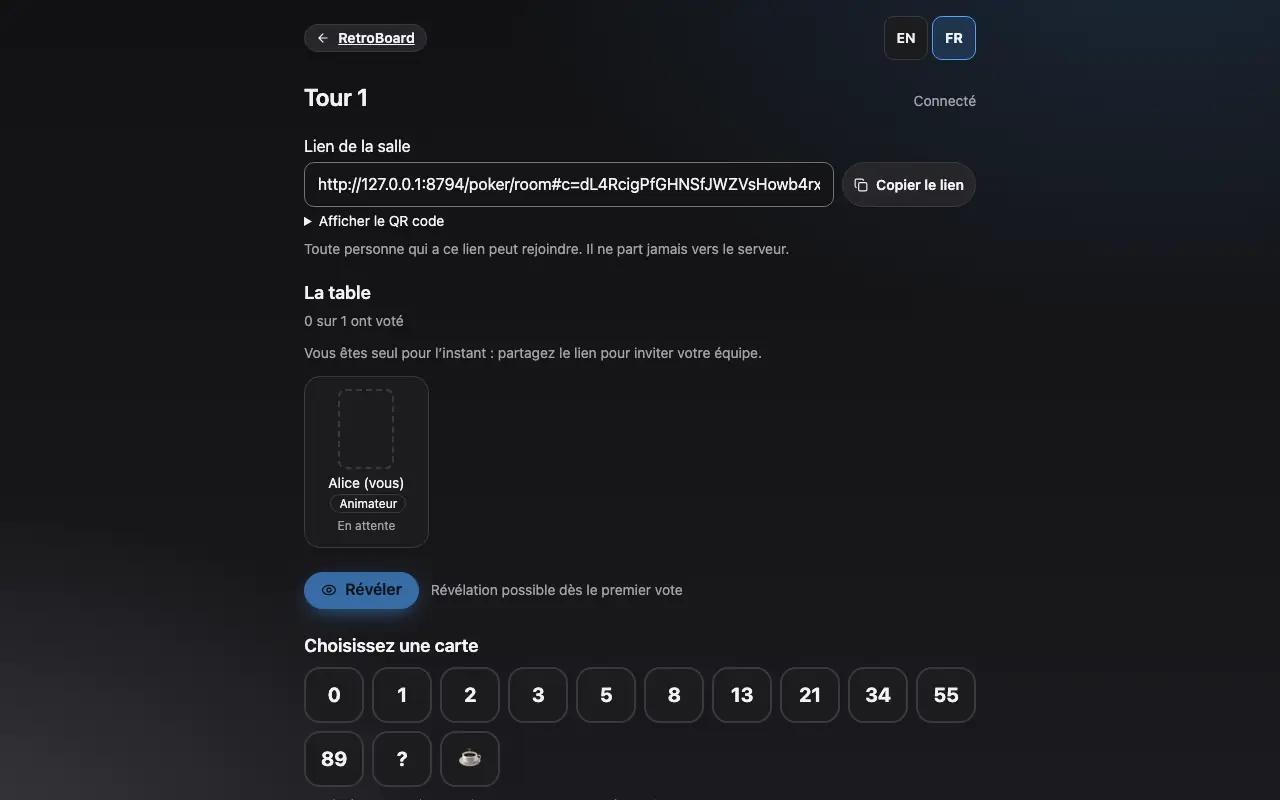 RetroBoard
EN FR
Tour 1
Connecté
Lien de la salle
http://127.0.0.1:8794/poker/room#c=dL4RcigPfGHNSfJWZVsHowb4rx
Copier le lien
Afficher le QR code
Toute personne qui a ce lien peut rejoindre. Il ne part jamais vers le serveur.
La table
0 sur 1 ont voté
Vous êtes seul pour l’instant : partagez le lien pour inviter votre équipe.
Alice (vous)
Animateur
En attente
Révéler
Révélation possible dès le premier vote
Choisissez une carte
0 1 2 3 5 8 13 21 34 55
89 ?